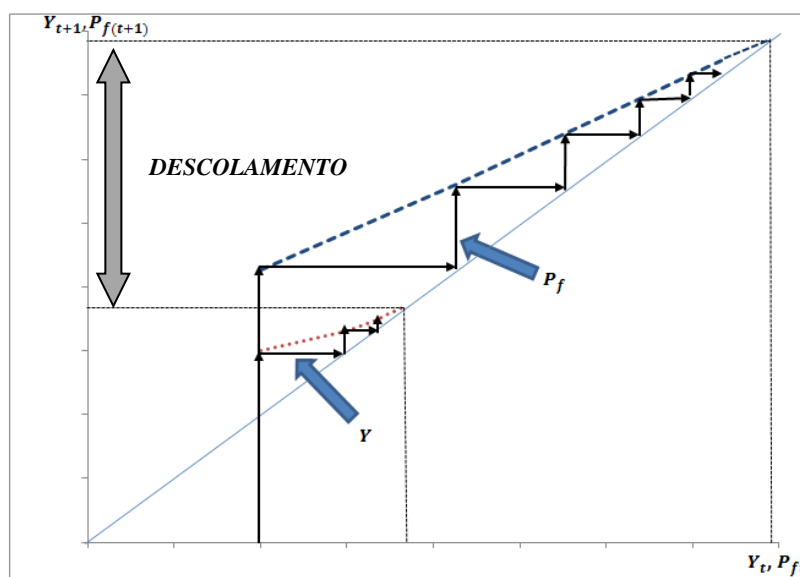 Y_{t+1}, P_{f(t+1)}
DESCOLAMENTO
P_f
Y
Y_t, P_f